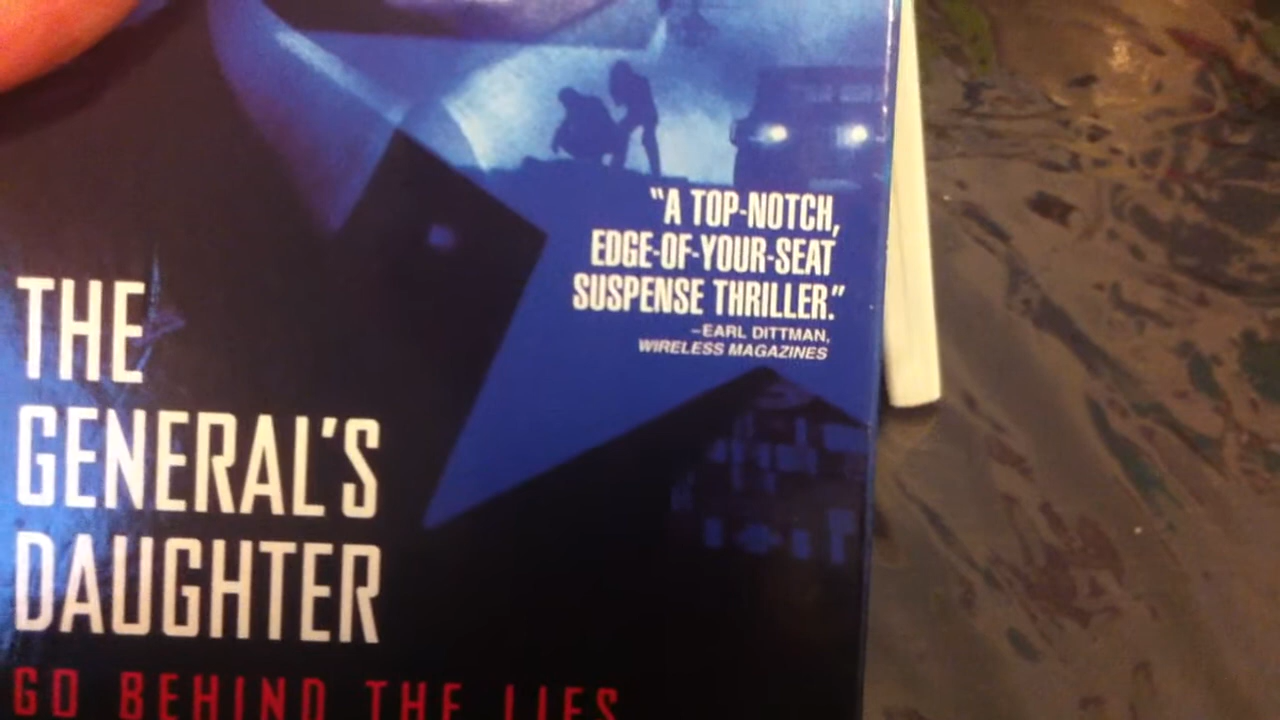 "A TOP-NOTCH,
EDGE-OF-YOUR-SEAT
SUSPENSE THRILLER."
–EARL DITTMAN,
WIRELESS MAGAZINES
THE
GENERAL'S
DAUGHTER
GO BEHIND THE LIES